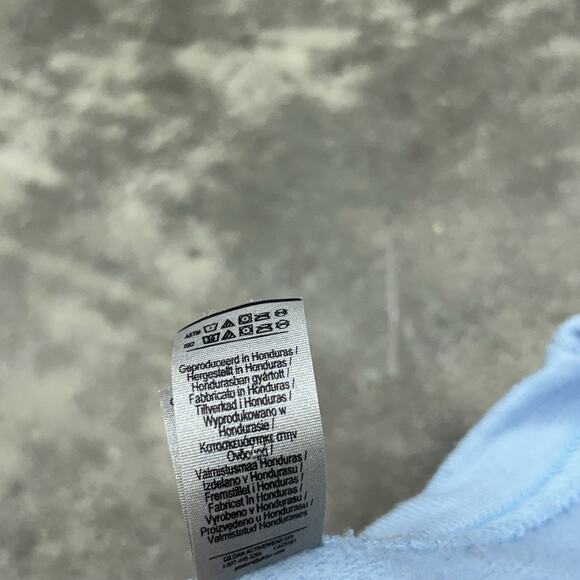 ASTM
ISO
Geproduceerd in Honduras /
Hergestellt in Honduras /
Hondurasban gyártott /
Fabbricato in Honduras /
Tillverkad i Honduras /
Wyprodukowano w
Hondurasie /
Κατασκευάστηκε στην
Ονδούρα /
Valmistusmaa Honduras /
Izdelano v Hondurasu /
Fremstillet i Honduras /
Fabricat în Honduras /
Vyrobeno v Hondurasu /
Proizvedeno u Hondurasu /
Valmistatud Hondurases
GILDAN ACTIVEWEAR